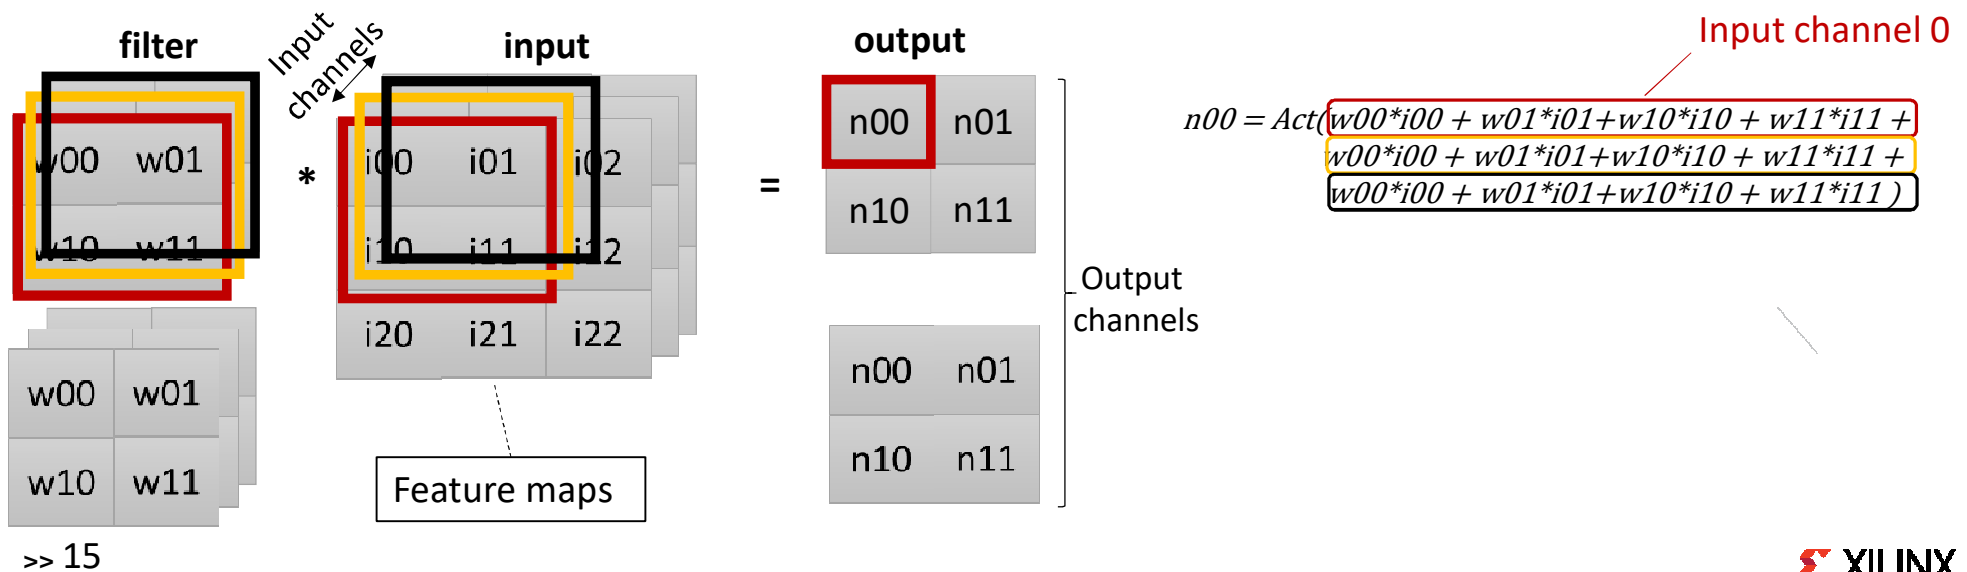 filter
Input
channels
input
output
Input channel 0
w00 w01
w10 w11
*
i00 i01 i02
i10 i11 i12
i20 i21 i22
=
n00 n01
n10 n11
n00 = Act(w00*i00 + w01*i01+w10*i10 + w11*i11 +
w00*i00 + w01*i01+w10*i10 + w11*i11 +
w00*i00 + w01*i01+w10*i10 + w11*i11 )
Output
channels
w00 w01
w10 w11
Feature maps
n00 n01
n10 n11
>> 15
XILINX